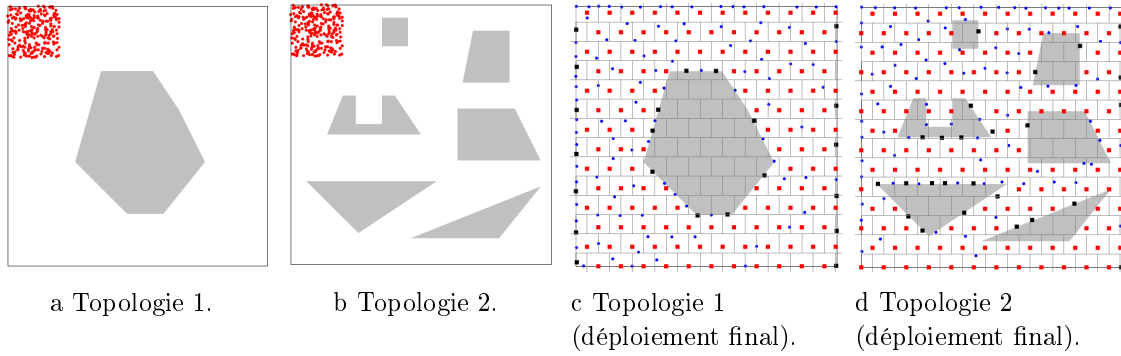 a Topologie 1.
b Topologie 2.
c Topologie 1
(déploiement final).
d Topologie 2
(déploiement final).